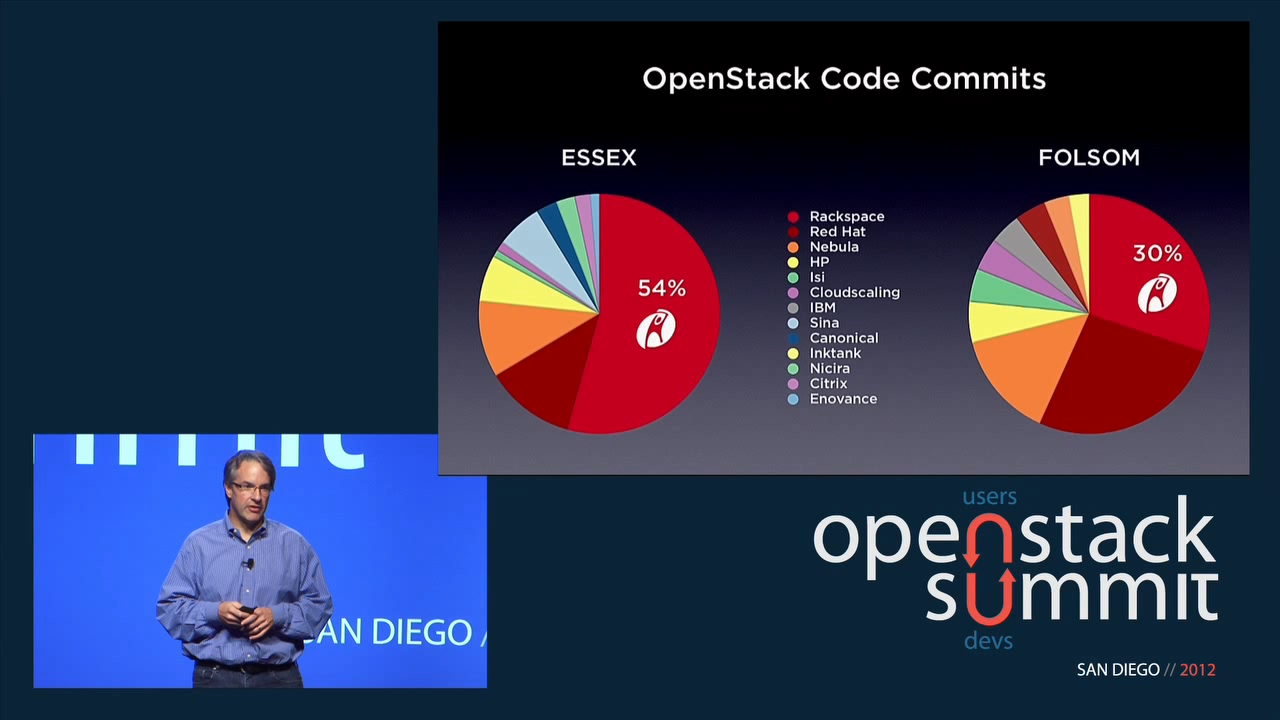 OpenStack Code Commits
ESSEX
FOLSOM
54%
30%
Rackspace
Red Hat
Nebula
HP
Isi
Cloudscaling
IBM
Sina
Canonical
Inktank
Nicira
Citrix
Enovance
SAN DIEGO /
users
openstack
summit
devs
SAN DIEGO // 2012